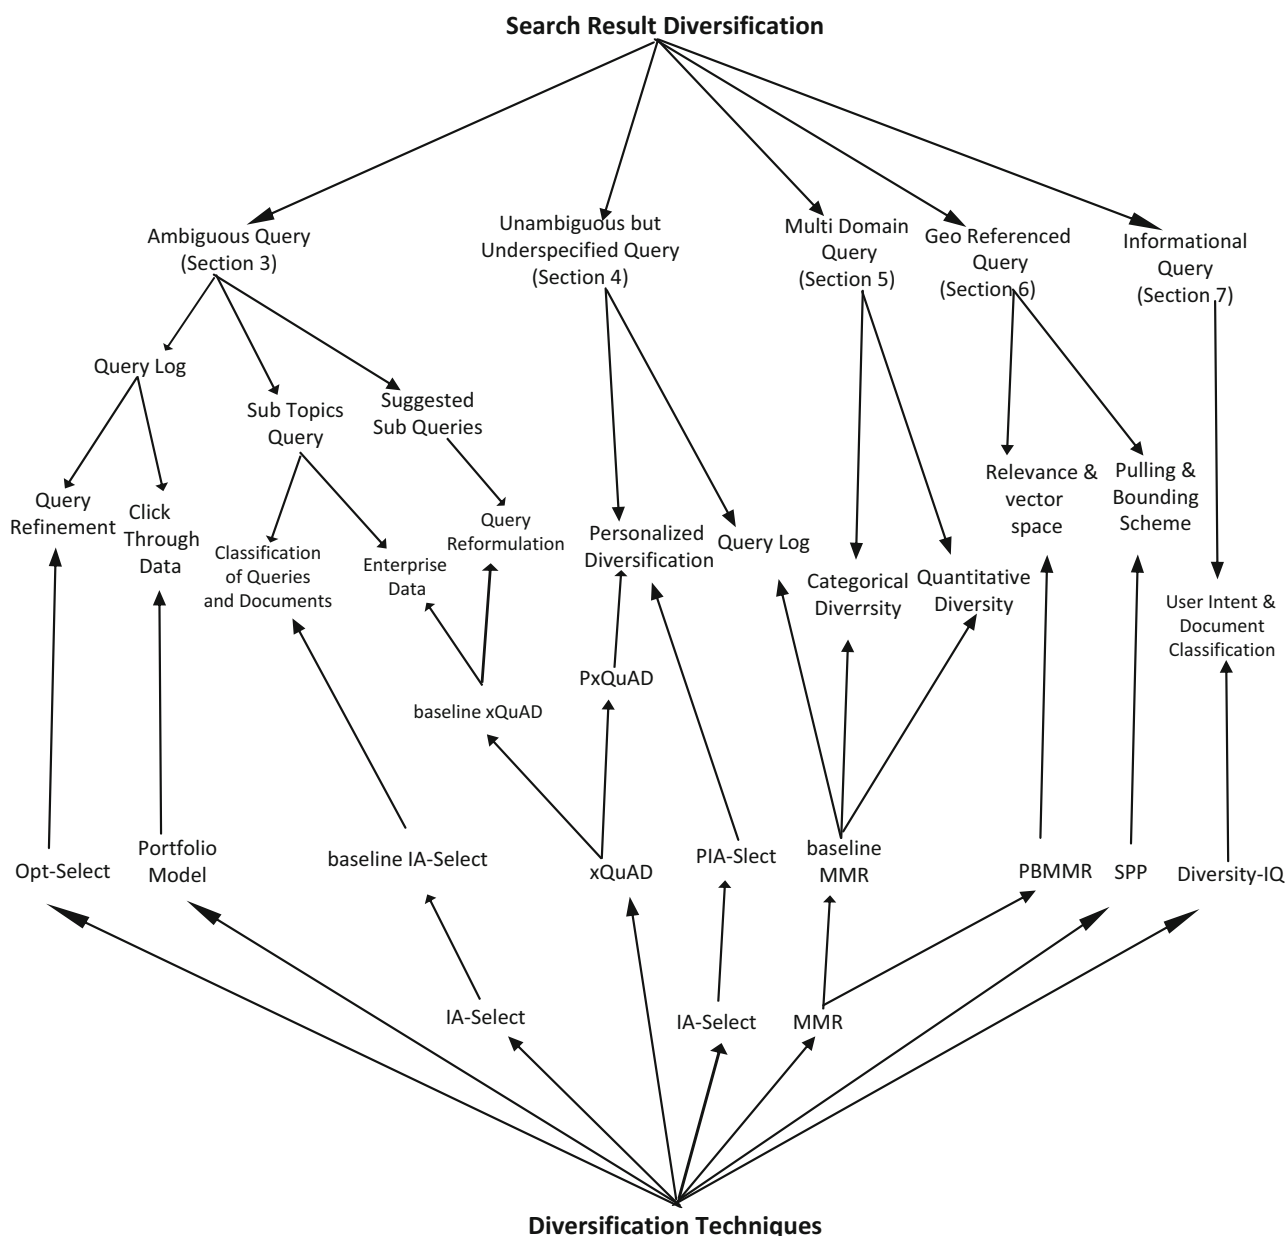 Search Result Diversification
Ambiguous Query
(Section 3)
Unambiguous but
Underspecified Query
(Section 4)
Multi Domain
Query
(Section 5)
Geo Referenced
Query
(Section 6)
Informational
Query
(Section 7)
Query Log
Sub Topics
Query
Suggested
Sub Queries
Query
Refinement
Click
Through
Data
Classification
of Queries
and Documents
Enterprise
Data
Query
Reformulation
Personalized
Diversification
Query Log
Categorical
Diverrsity
Quantitative
Diversity
Relevance &
vector
space
Pulling &
Bounding
Scheme
User Intent &
Document
Classification
PxQuAD
baseline xQuAD
Opt-Select
Portfolio
Model
baseline IA-Select
xQuAD
PIA-Slect
baseline
MMR
PBMMR
SPP
Diversity-IQ
IA-Select
IA-Select
MMR
Diversification Techniques